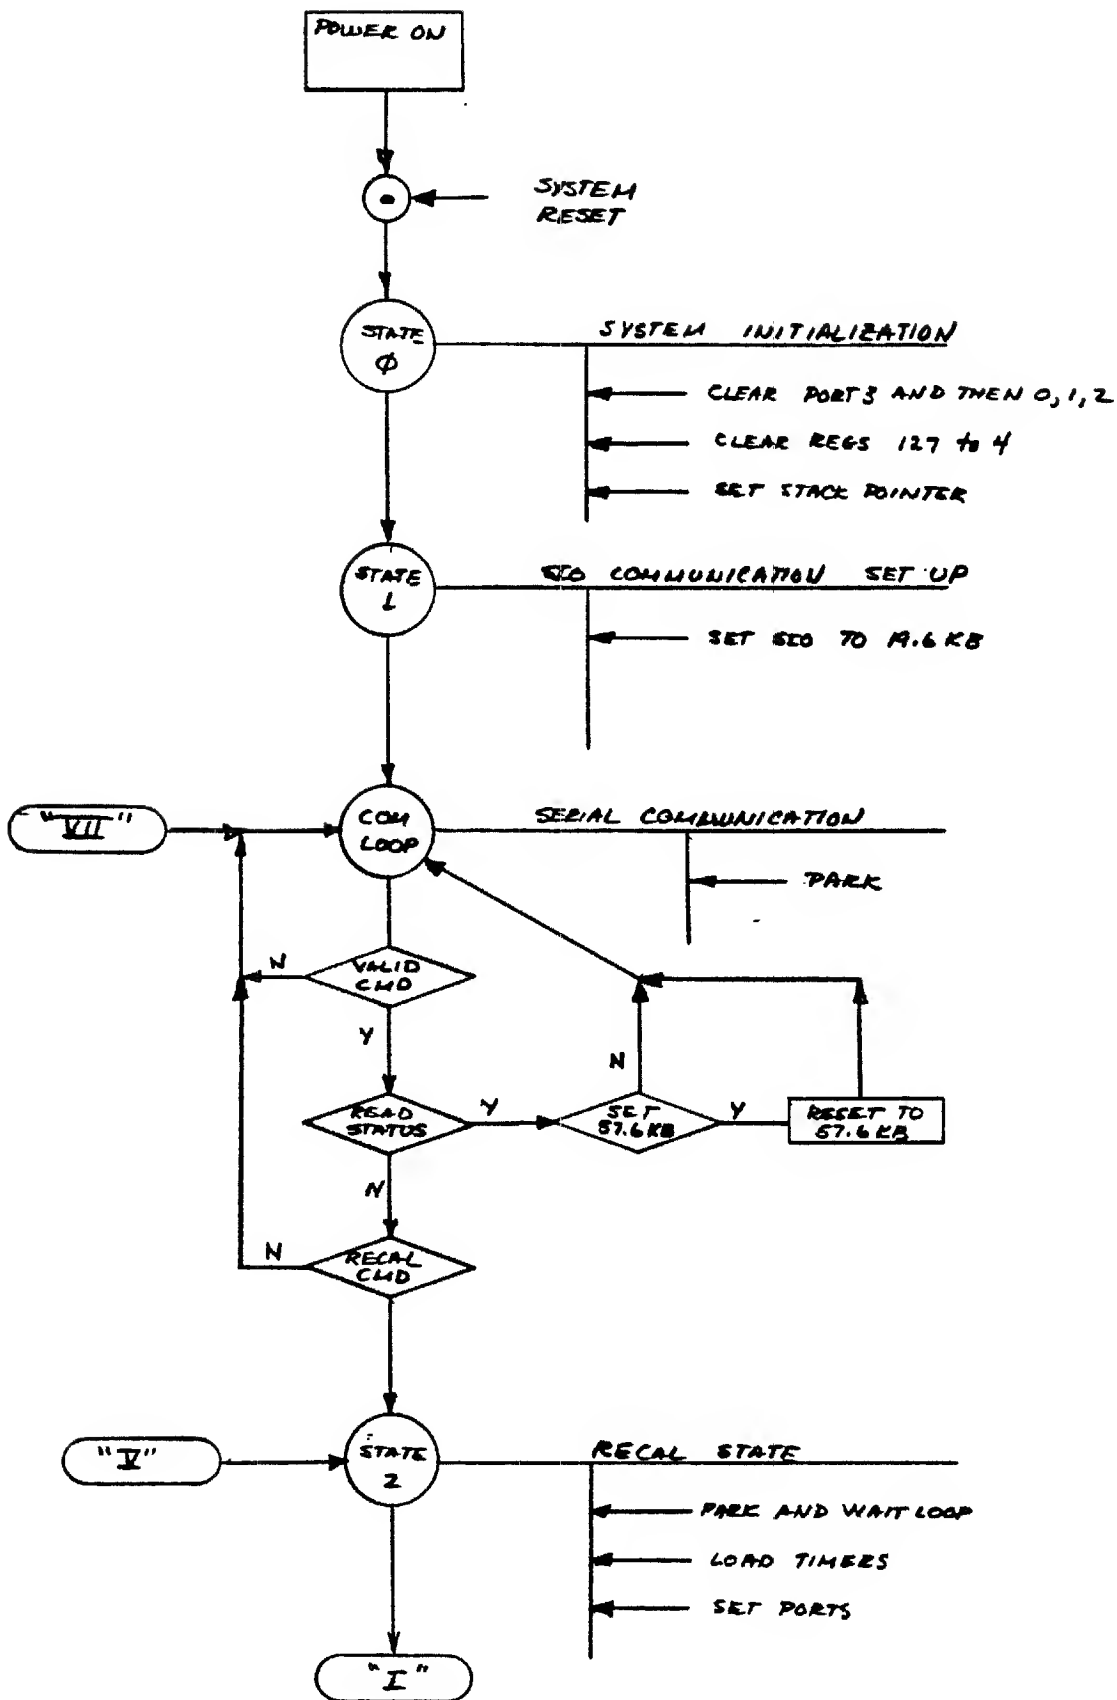 POWER ON
SYSTEM
RESET
STATE
Ø
SYSTEM INITIALIZATION
CLEAR PORT 3 AND THEN 0, 1, 2
CLEAR REGS 127 to 4
SET STACK POINTER
STATE
1
SIO COMMUNICATION SET UP
SET SIO TO 19.6 KB
"VII"
COM
LOOP
SERIAL COMMUNICATION
PARK
N
VALID
CMD
Y
N
READ
STATUS
Y
SET
57.6 KB
Y
RESET TO
57.6 KB
N
N
RECAL
CMD
"V"
STATE
2
RECAL STATE
PARK AND WAIT LOOP
LOAD TIMERS
SET PORTS
"I"